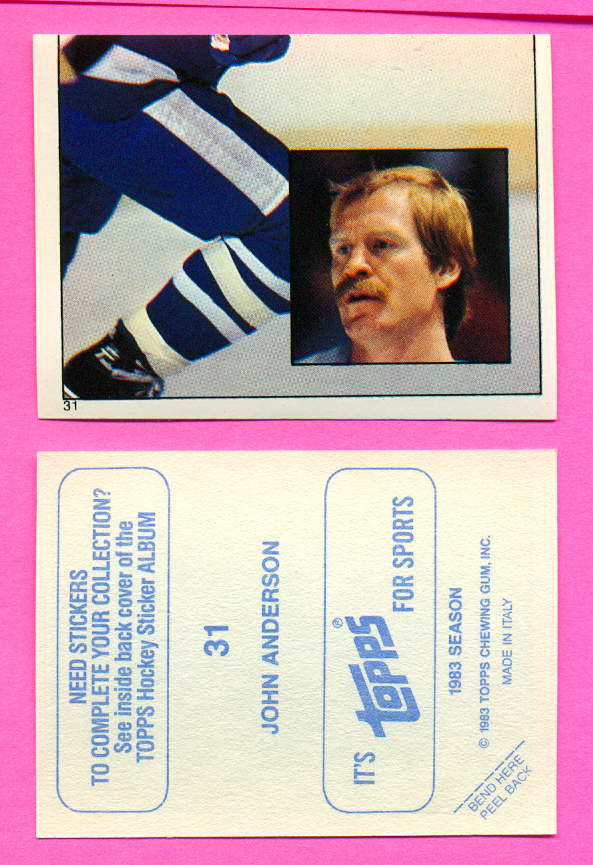 31
NEED STICKERS
TO COMPLETE YOUR COLLECTION?
See inside back cover of the
TOPPS Hockey Sticker ALBUM
31
JOHN ANDERSON
IT'S topps® FOR SPORTS
1983 SEASON
© 1983 TOPPS CHEWING GUM, INC.
MADE IN ITALY
BEND HERE
PEEL BACK